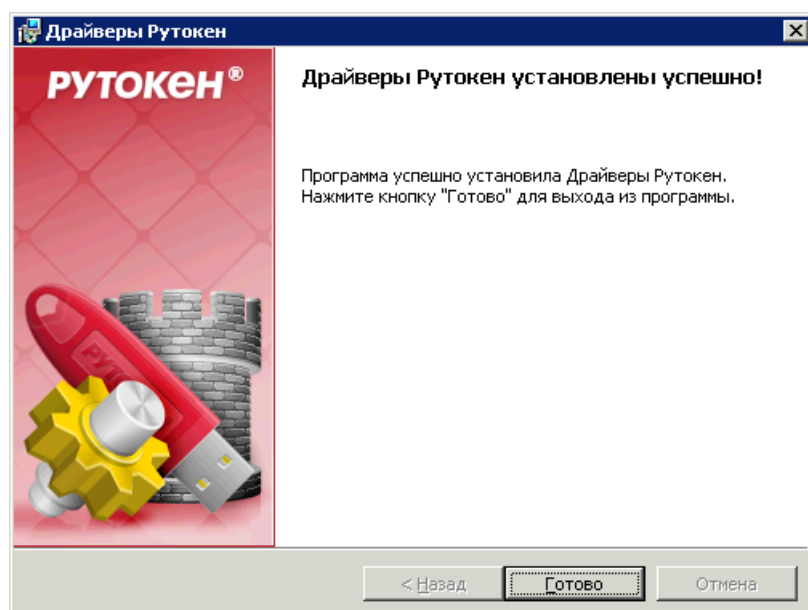 Драйверы Рутокен
РУТОКЕН®
Драйверы Рутокен установлены успешно!
Программа успешно установила Драйверы Рутокен.
Нажмите кнопку "Готово" для выхода из программы.
< Назад
Готово
Отмена